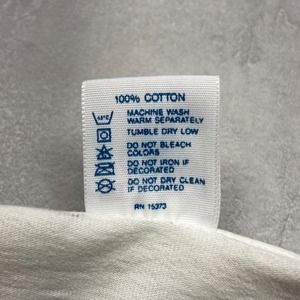 100% COTTON
MACHINE WASH
WARM SEPARATELY
TUMBLE DRY LOW
DO NOT BLEACH
COLORS
DO NOT IRON IF
DECORATED
DO NOT DRY CLEAN
IF DECORATED
RN 15373